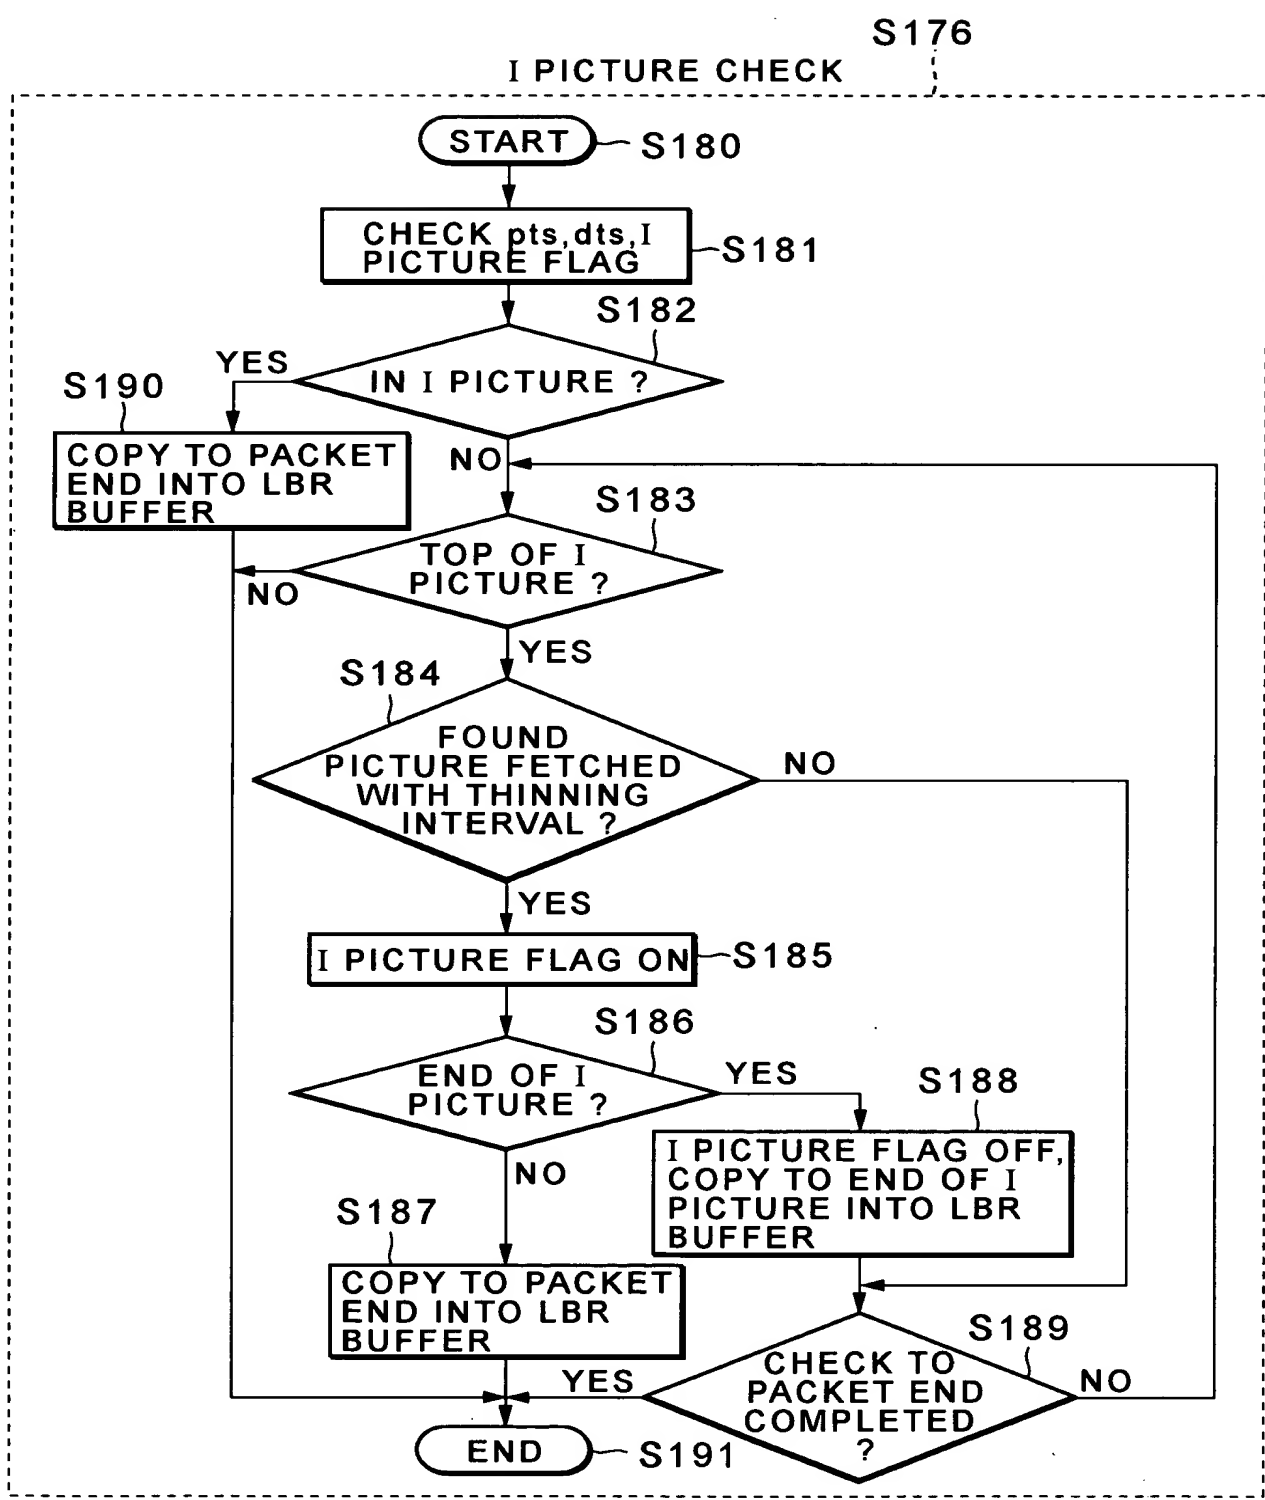 S176
I PICTURE CHECK
START
S180
CHECK pts,dts,I
PICTURE FLAG
S181
S182
IN I PICTURE ?
YES
S190
COPY TO PACKET
END INTO LBR
BUFFER
NO
S183
TOP OF I
PICTURE ?
NO
YES
S184
FOUND
PICTURE FETCHED
WITH THINNING
INTERVAL ?
NO
YES
I PICTURE FLAG ON
S185
S186
END OF I
PICTURE ?
YES
S188
I PICTURE FLAG OFF,
COPY TO END OF I
PICTURE INTO LBR
BUFFER
NO
S187
COPY TO PACKET
END INTO LBR
BUFFER
S189
CHECK TO
PACKET END
COMPLETED
?
YES
NO
END
S191